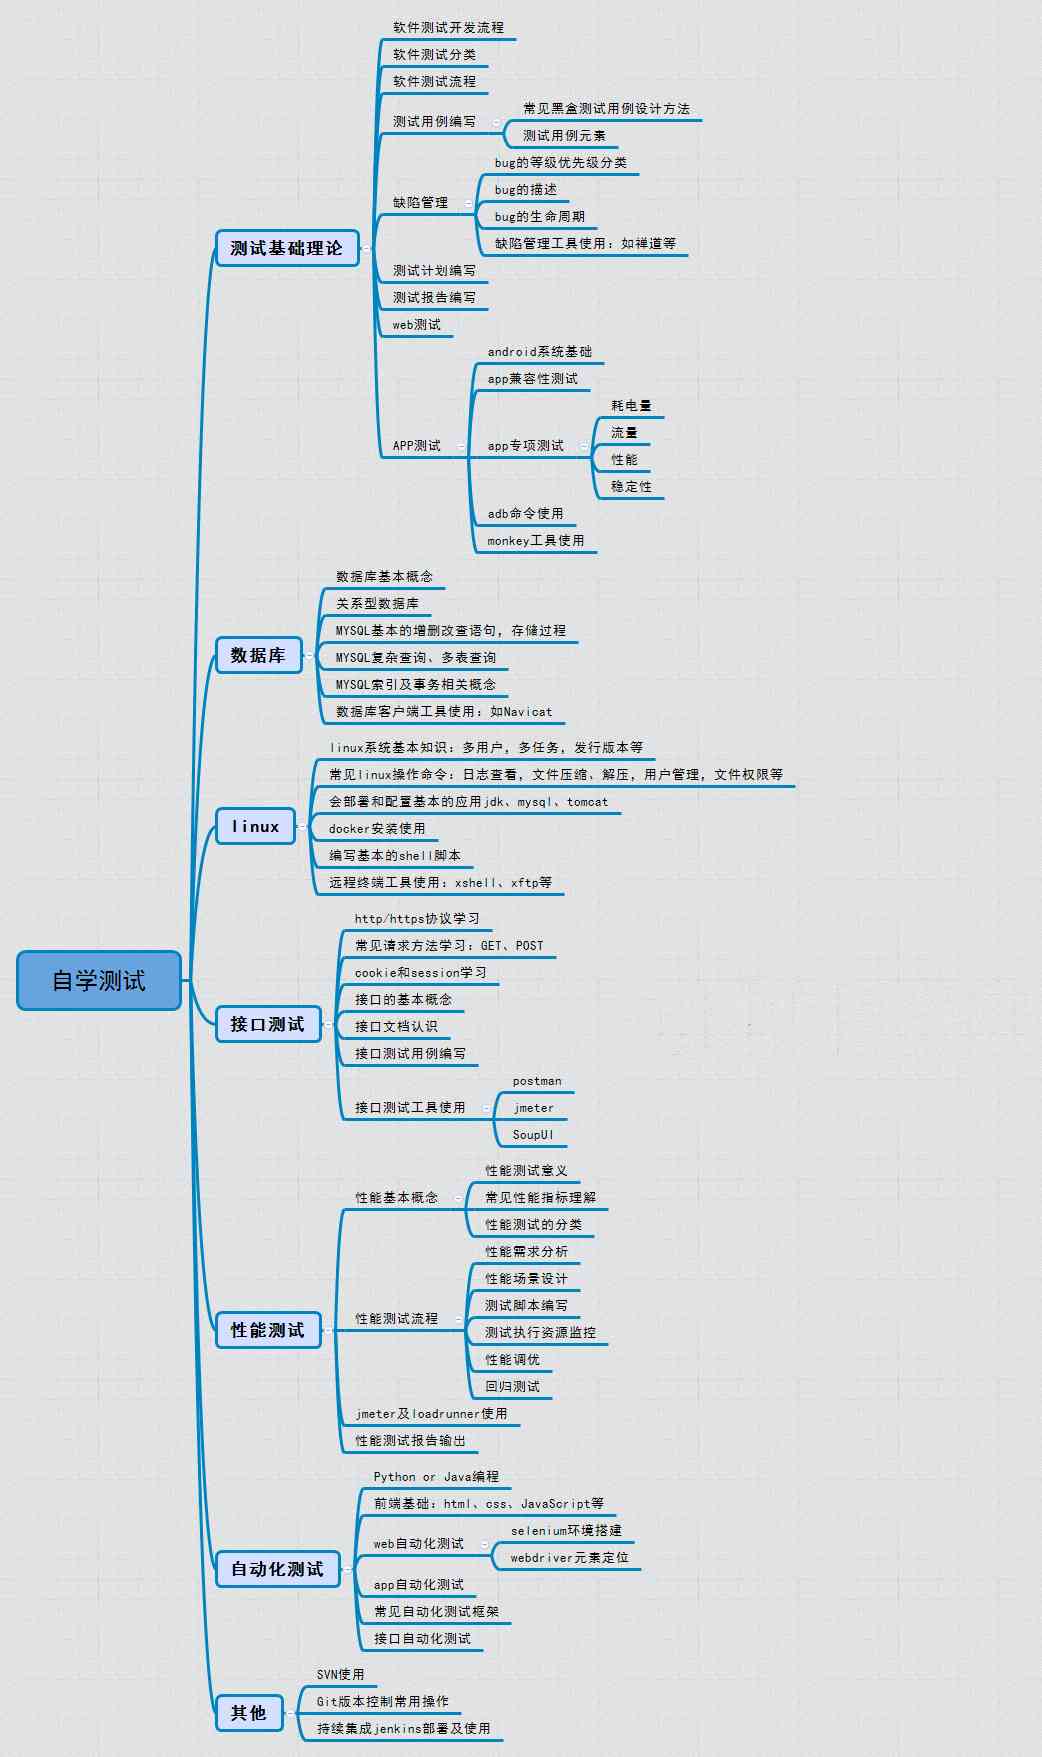 自学测试
测试基础理论
软件测试开发流程
软件测试分类
软件测试流程
测试用例编写
常见黑盒测试用例设计方法
测试用例元素
缺陷管理
bug的等级优先级分类
bug的描述
bug的生命周期
缺陷管理工具使用：如禅道等
测试计划编写
测试报告编写
web测试
APP测试
android系统基础
app兼容性测试
app专项测试
耗电量
流量
性能
稳定性
adb命令使用
monkey工具使用
数据库
数据库基本概念
关系型数据库
MYSQL基本的增删改查语句，存储过程
MYSQL复杂查询、多表查询
MYSQL索引及事务相关概念
数据库客户端工具使用：如Navicat
linux
linux系统基本知识：多用户，多任务，发行版本等
常见linux操作命令：日志查看，文件压缩、解压，用户管理，文件权限等
会部署和配置基本的应用jdk、mysql、tomcat
docker安装使用
编写基本的shell脚本
远程终端工具使用：xshell、xftp等
接口测试
http/https协议学习
常见请求方法学习：GET、POST
cookie和session学习
接口的基本概念
接口文档认识
接口测试用例编写
接口测试工具使用
postman
jmeter
SoupUI
性能测试
性能基本概念
性能测试意义
常见性能指标理解
性能测试的分类
性能测试流程
性能需求分析
性能场景设计
测试脚本编写
测试执行资源监控
性能调优
回归测试
jmeter及loadrunner使用
性能测试报告输出
自动化测试
Python or Java编程
前端基础：html、css、JavaScript等
web自动化测试
selenium环境搭建
webdriver元素定位
app自动化测试
常见自动化测试框架
接口自动化测试
其他
SVN使用
Git版本控制常用操作
持续集成jenkins部署及使用